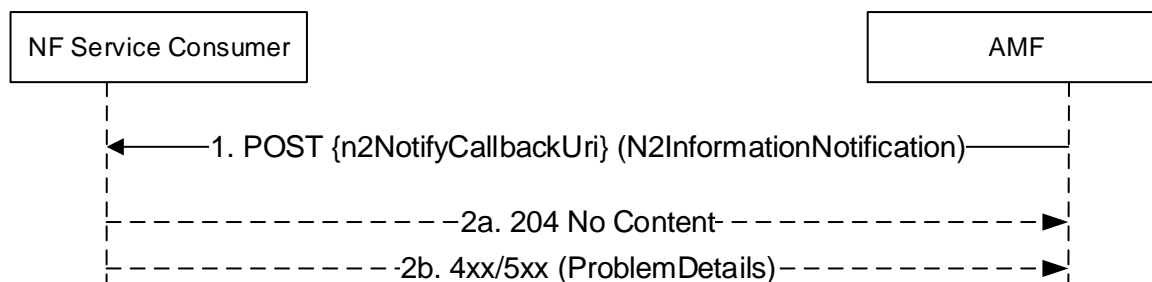 NF Service Consumer
AMF
1. POST {n2NotifyCallbackUri} (N2InformationNotification)
2a. 204 No Content
2b. 4xx/5xx (ProblemDetails)